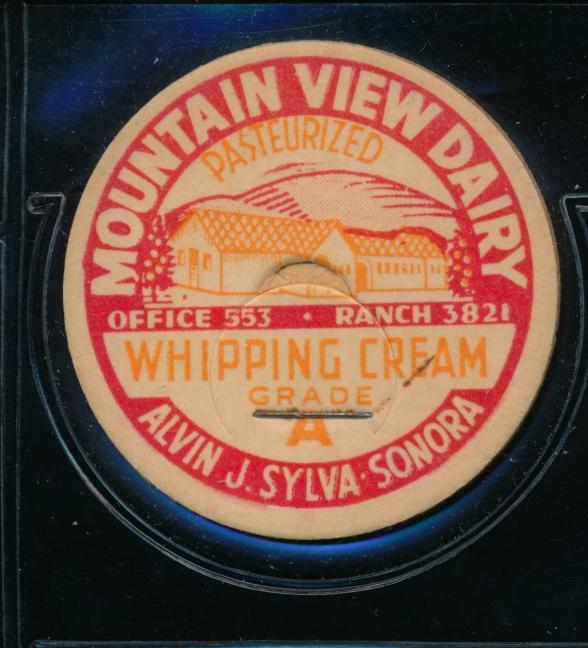 MOUNTAIN VIEW DAIRY
PASTEURIZED
OFFICE 553 • RANCH 3821
WHIPPING CREAM
GRADE
A
ALVIN J. SYLVA • SONORA